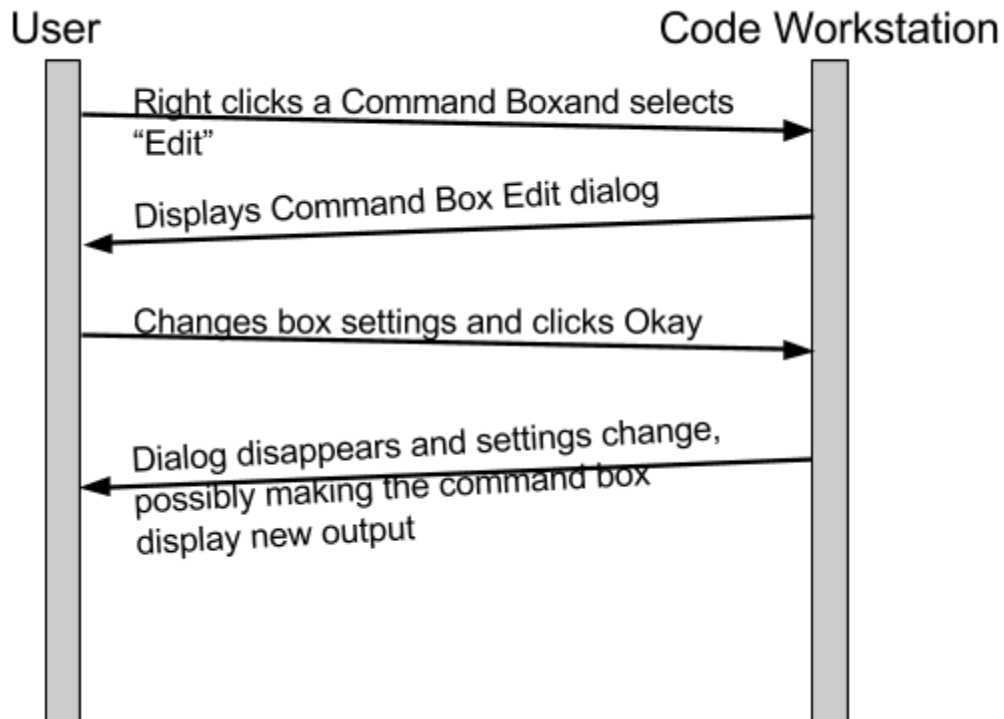 User
Code Workstation
Right clicks a Command Boxand selects
“Edit”
Displays Command Box Edit dialog
Changes box settings and clicks Okay
Dialog disappears and settings change,
possibly making the command box
display new output